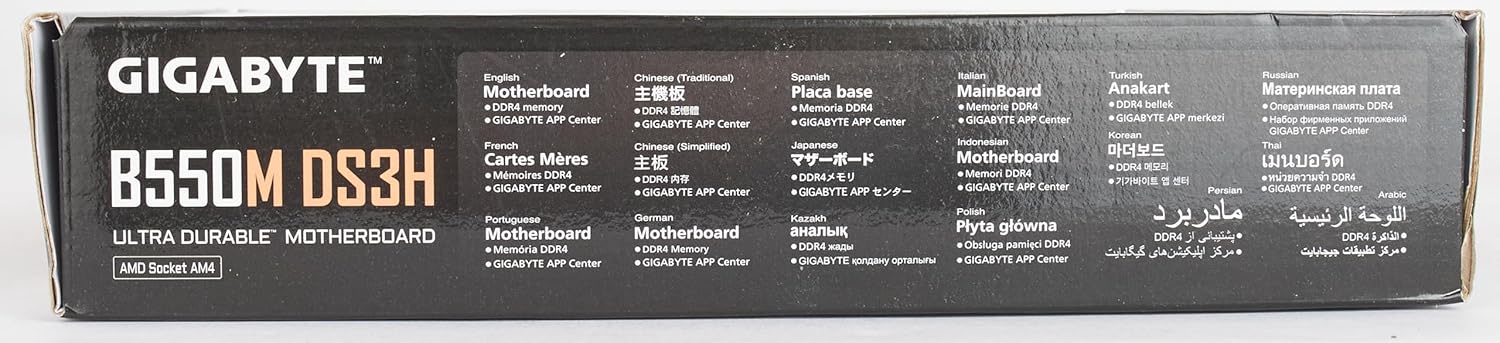 GIGABYTE™
B550M DS3H
ULTRA DURABLE™ MOTHERBOARD
AMD Socket AM4
English
Motherboard
• DDR4 memory
• GIGABYTE APP Center
French
Cartes Mères
• Mémoires DDR4
• GIGABYTE APP Center
Portuguese
Motherboard
• Memória DDR4
• GIGABYTE APP Center
Chinese (Traditional)
主機板
• DDR4 記憶體
• GIGABYTE APP Center
Chinese (Simplified)
主板
• DDR4 内存
• GIGABYTE APP Center
German
Motherboard
• DDR4 Memory
• GIGABYTE APP Center
Spanish
Placa base
• Memoria DDR4
• GIGABYTE APP Center
Japanese
マザーボード
• DDR4メモリ
• GIGABYTE APP センター
Kazakh
аналық
• DDR4 жады
• GIGABYTE қолдану орталығы
Italian
MainBoard
• Memorie DDR4
• GIGABYTE APP Center
Indonesian
Motherboard
• Memori DDR4
• GIGABYTE APP Center
Polish
Płyta główna
• Obsługa pamięci DDR4
• GIGABYTE APP Center
Turkish
Anakart
• DDR4 bellek
• GIGABYTE APP merkezi
Korean
마더보드
• DDR4 메모리
• 기가바이트 앱 센터
Persian
مادربرد
• پشتیبانی از DDR4
• مرکز اپلیکیشن‌های گیگابایت
Russian
Материнская плата
• Оперативная память DDR4
• Набор фирменных приложений
GIGABYTE APP Center
Thai
เมนบอร์ด
• หน่วยความจำ DDR4
• GIGABYTE APP Center
Arabic
اللوحة الرئيسية
• الذاكرة DDR4
• مركز تطبيقات جيجابايت